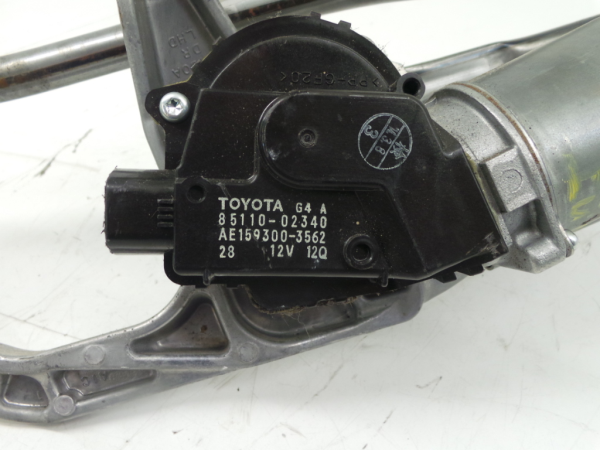 TOYOTA G4 A
85110-02340
AE159300-3562
28 12V 12Q